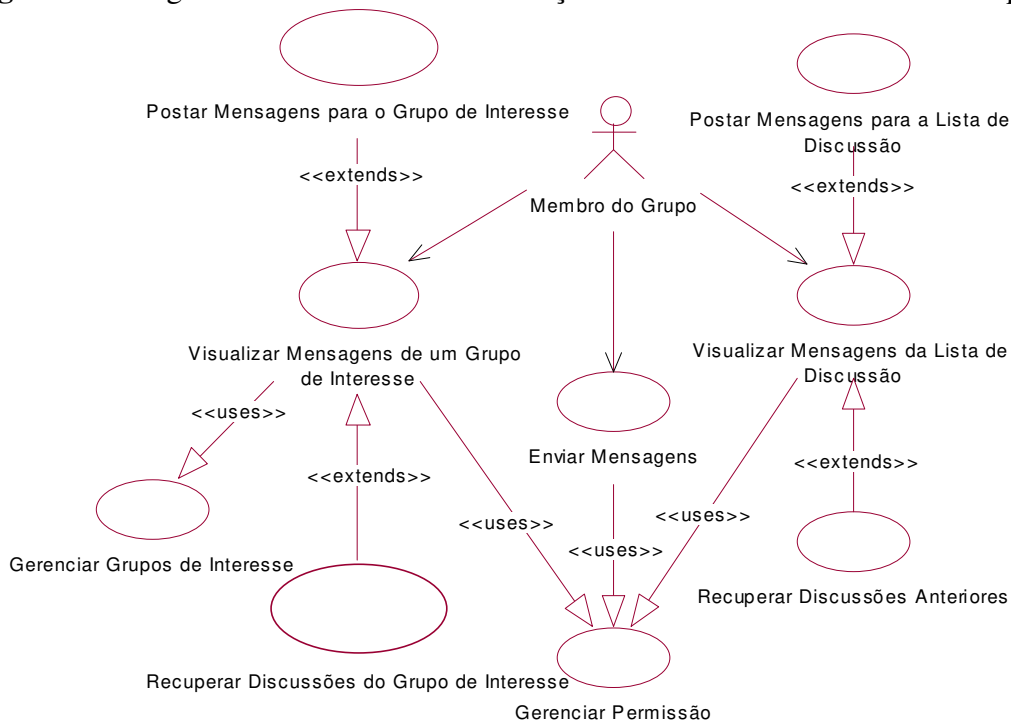 Postar Mensagens para o Grupo de Interesse
Postar Mensagens para a Lista de
Discussão
<<extends>>
<<extends>>
Membro do Grupo
Visualizar Mensagens de um Grupo
de Interesse
Visualizar Mensagens da Lista de
Discussão
<<uses>>
<<extends>>
Enviar Mensagens
<<extends>>
<<uses>>
<<uses>>
<<uses>>
Gerenciar Grupos de Interesse
Recuperar Discussões Anteriores
Recuperar Discussões do Grupo de Interesse
Gerenciar Permissão